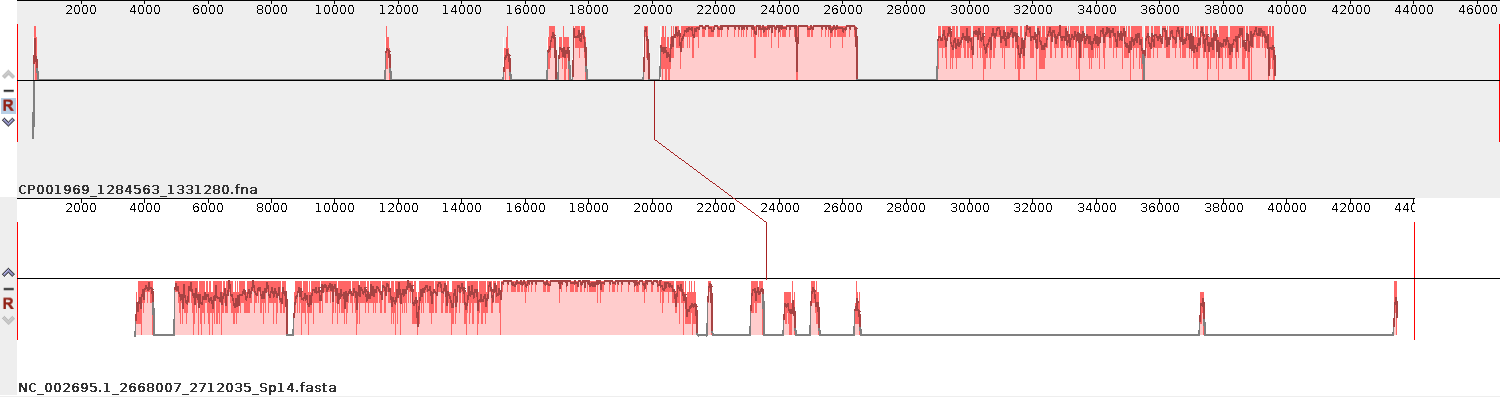 2000 4000 6000 8000 10000 12000 14000 16000 18000 20000 22000 24000 26000 28000 30000 32000 34000 36000 38000 40000 42000 44000 46000
R
CP001969_1284563_1331280.fna
2000 4000 6000 8000 10000 12000 14000 16000 18000 20000 22000 24000 26000 28000 30000 32000 34000 36000 38000 40000 42000
R
NC_002695.1_2668007_2712035_Sp14.fasta